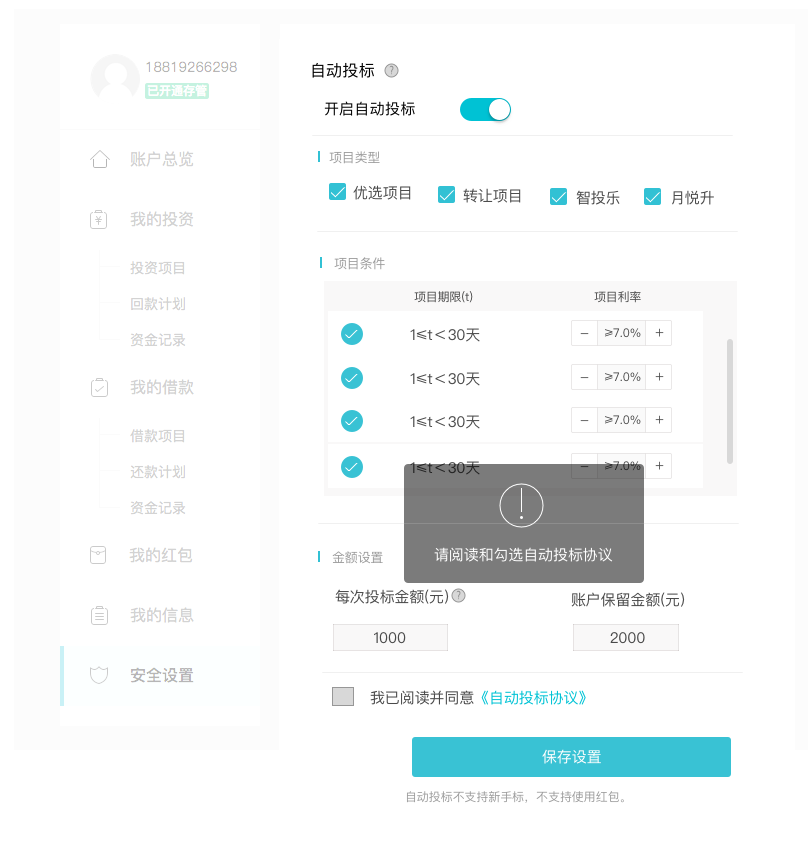 18819266298
已开通存管
账户总览
我的投资
投资项目
回款计划
资金记录
我的借款
借款项目
还款计划
资金记录
我的红包
我的信息
安全设置
自动投标 ?
开启自动投标
项目类型
优选项目 转让项目 智投乐 月悦升
项目条件
项目期限(t) 项目利率
1≤t＜30天 − ≥7.0% +
1≤t＜30天 − ≥7.0% +
1≤t＜30天 − ≥7.0% +
1≤t＜30天 − ≥7.0% +
请阅读和勾选自动投标协议
金额设置
每次投标金额(元) ? 账户保留金额(元)
1000 2000
我已阅读并同意《自动投标协议》
保存设置
自动投标不支持新手标，不支持使用红包。